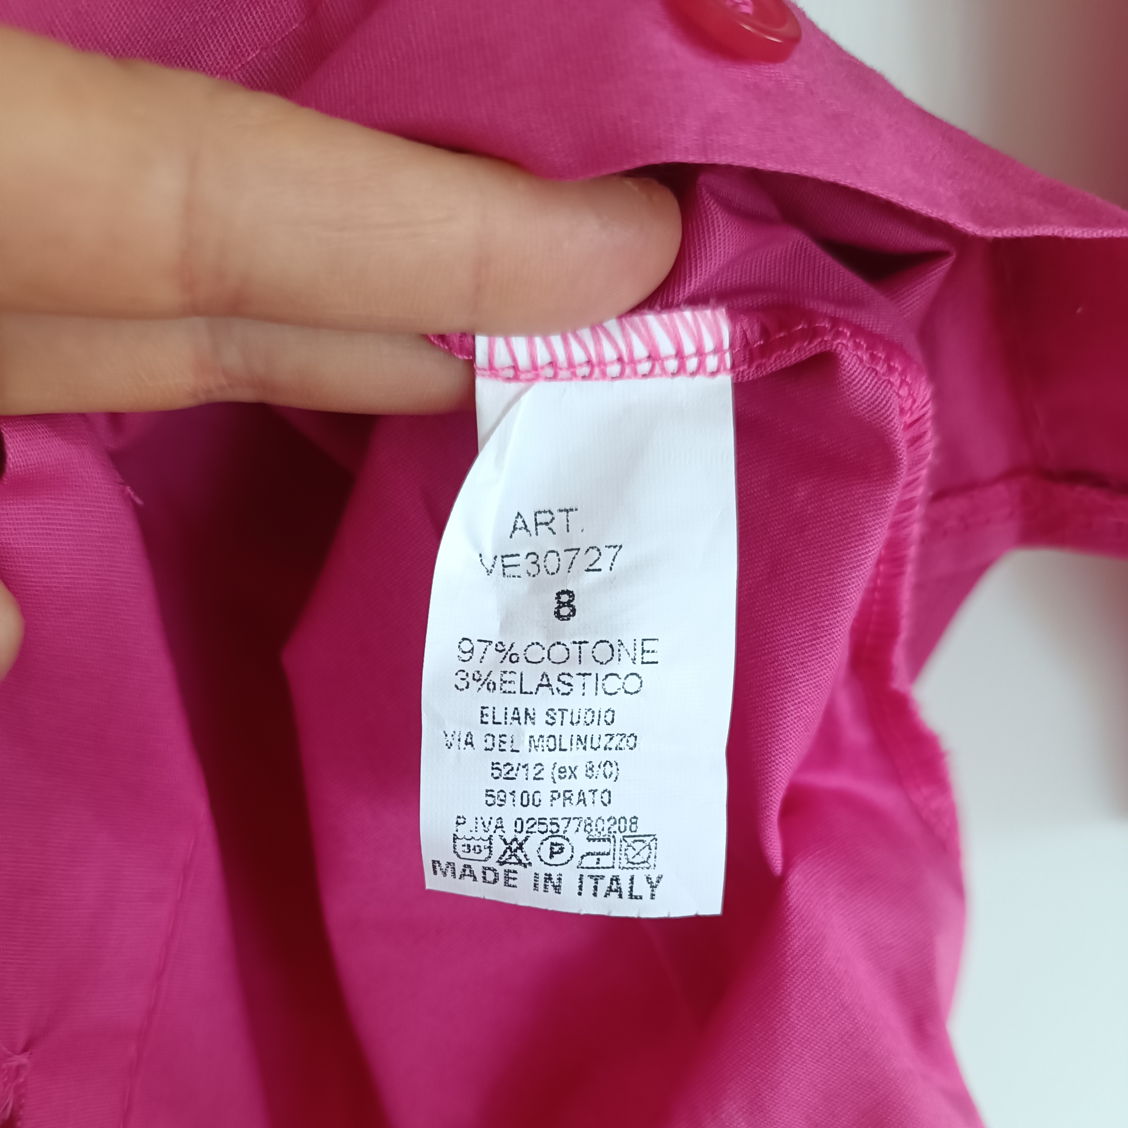 ART.
VE30727
8
97%COTONE
3%ELASTICO
ELIAN STUDIO
VIA DEL MOLINUZZO
52/12 (ex 8/C)
59100 PRATO
P.IVA 02557780208
30 P
MADE IN ITALY